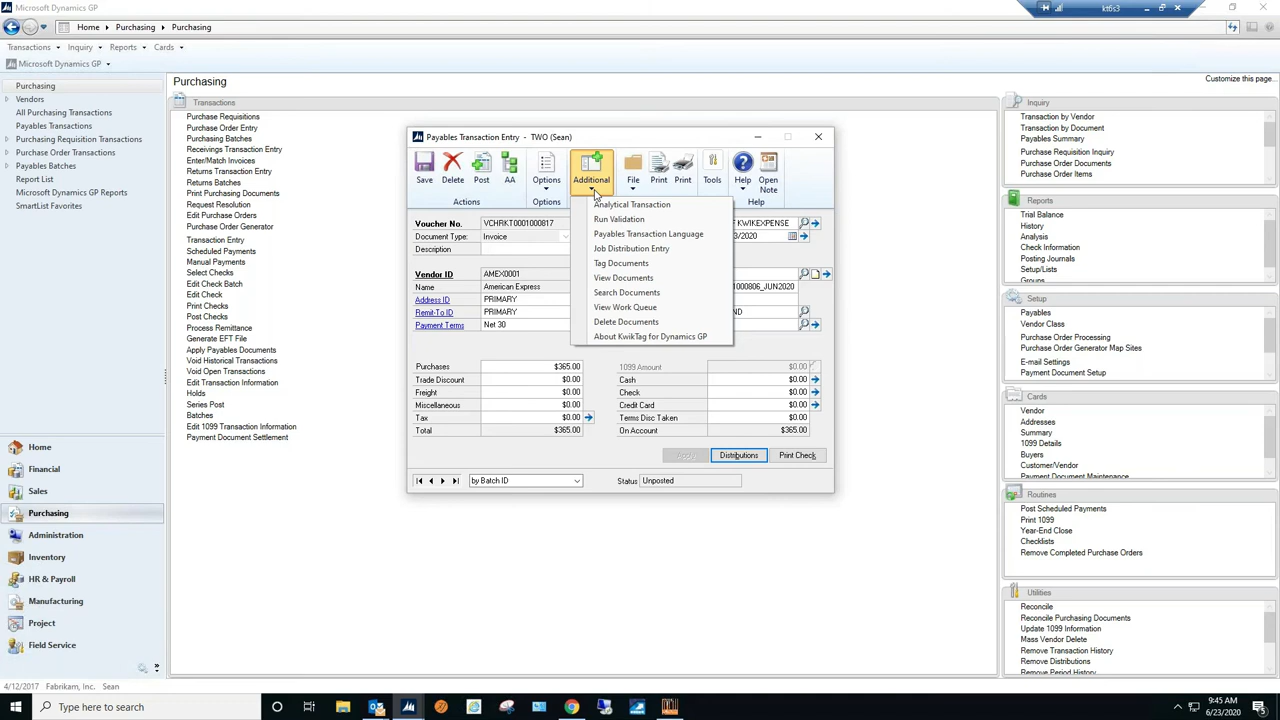 Microsoft Dynamics GP
kt6s3
Home
Purchasing
Purchasing
Transactions
Inquiry
Reports
Cards
Microsoft Dynamics GP
Customize this page...
Purchasing
Vendors
All Purchasing Transactions
Payables Transactions
Purchasing Requisition Transactions
Purchase Order Transactions
Payables Batches
Report List
Microsoft Dynamics GP Reports
SmartList Favorites
Home
Financial
Sales
Purchasing
Administration
Inventory
HR & Payroll
Manufacturing
Project
Field Service
Purchasing
Transactions
Purchase Requisitions
Purchase Order Entry
Purchasing Batches
Receivings Transaction Entry
Enter/Match Invoices
Returns Transactions Entry
Returns Batches
Print Purchasing Documents
Receive Project
Edit Purchase Orders
Transaction Entry
Scheduled Payments
Manual Payments
Select Checks
Edit Check Batch
Edit Check
Print Checks
Post Checks
Process Remittance
Generate EFT File
Apply Payables Documents
Void Historical Transactions
Void Open Transactions
Edit Transaction Information
Holds
Series Post
Batches
Edit 1099 Transaction Information
Payment Document Settlement
Payables Transaction Entry - TWO (Sean)
Save
Delete
Post
AA
Options
Additional
File
Print
Print
Tools
Help
Open Note
Actions
Options
Help
Analytical Transaction
Run Validation
Payables Transaction Language
Job Distribution Entry
Tag Documents
View Documents
Search Documents
View Work Queue
Delete Documents
About KwikTag for Dynamics GP
Voucher No.
VCHRKT0001000817
KWIKEXPENSE
Document Type:
Invoice
3/2020
Description
Vendor ID
AMEX0001
Name
American Express
1000806_JUN2020
Address ID
PRIMARY
Remit-To ID
PRIMARY
ND
Payment Terms
Net 30
Purchases
$365.00
1099 Amount
$0.00
Trade Discount
$0.00
Cash
$0.00
Freight
$0.00
Check
$0.00
Miscellaneous
$0.00
Credit Card
$0.00
Tax
$0.00
Terms Disc Taken
$0.00
Total
$365.00
On Account
$365.00
Apply
Distributions
Print Check
by Batch ID
Status
Unposted
Inquiry
Transaction by Vendor
Transaction by Document
Payables Summary
Purchase Requisition Inquiry
Purchase Order Documents
Purchase Order Items
Reports
Trial Balance
History
Analysis
Check Information
Posting Journals
Setup/Lists
Groups
Setup
Payables
Vendor Class
Purchase Order Processing
Purchase Order Generator Map Sites
E-mail Settings
Payment Document Setup
Cards
Vendor
Addresses
Summary
1099 Details
Buyers
Customer/Vendor
Payment Document Maintenance
Routines
Post Scheduled Payments
Print 1099
Year-End Close
Checklists
Remove Completed Purchase Orders
Utilities
Reconcile
Reconcile Purchasing Documents
Update 1099 Information
Mass Vendor Delete
Remove Transaction History
Remove Distributions
Remove Period History
4/12/2017
Fabrikam, Inc.
Sean
Type here to search
9:45 AM
6/23/2020